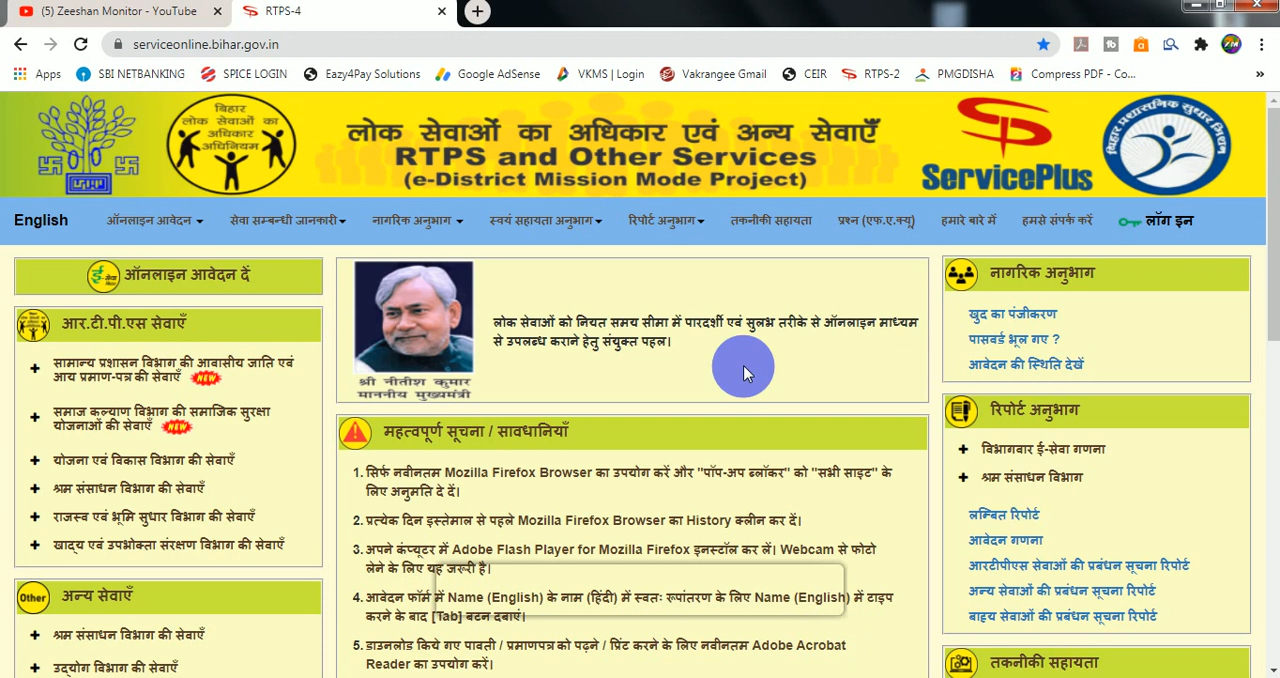 (5) Zeeshan Monitor - YouTube
RTPS-4
serviceonline.bihar.gov.in
Apps SBI NETBANKING SPICE LOGIN Eazy4Pay Solutions Google AdSense VKMS | Login Vakrangee Gmail CEIR RTPS-2 PMGDISHA Compress PDF - Co... »
बिहार
लोक सेवाओं का
अधिकार
अधिनियम
लोक सेवाओं का अधिकार एवं अन्य सेवाएँ
RTPS and Other Services
(e-District Mission Mode Project)
ServicePlus
बिहार प्रशासनिक सुधार मिशन
English ऑनलाइन आवेदन सेवा सम्बन्धी जानकारी नागरिक अनुभाग स्वयं सहायता अनुभाग रिपोर्ट अनुभाग तकनीकी सहायता प्रश्न (एफ.ए.क्यू) हमारे बारे में हमसे संपर्क करें लॉग इन
ऑनलाइन आवेदन दें
आर.टी.पी.एस सेवाएँ
सामान्य प्रशासन विभाग की आवासीय जाति एवं
आय प्रमाण-पत्र की सेवाएँ NEW
समाज कल्याण विभाग की समाजिक सुरक्षा
योजनाओं की सेवाएँ NEW
योजना एवं विकास विभाग की सेवाएँ
श्रम संसाधन विभाग की सेवाएँ
राजस्व एवं भूमि सुधार विभाग की सेवाएँ
खाद्य एवं उपभोक्ता संरक्षण विभाग की सेवाएँ
Other अन्य सेवाएँ
श्रम संसाधन विभाग की सेवाएँ
उद्योग विभाग की सेवाएँ
श्री नीतीश कुमार
माननीय मुख्यमंत्री
लोक सेवाओं को नियत समय सीमा में पारदर्शी एवं सुलभ तरीके से ऑनलाइन माध्यम
से उपलब्ध कराने हेतु संयुक्त पहल।
महत्वपूर्ण सूचना / सावधानियाँ
1. सिर्फ नवीनतम Mozilla Firefox Browser का उपयोग करें और "पॉप-अप ब्लॉकर" को "सभी साइट" के
लिए अनुमति दे दें।
2. प्रत्येक दिन इस्तेमाल से पहले Mozilla Firefox Browser का History क्लीन कर दें।
3. अपने कंप्यूटर में Adobe Flash Player for Mozilla Firefox इनस्टॉल कर लें। Webcam से फोटो
लेने के लिए यह जरूरी है।
4. आवेदन फॉर्म में Name (English) के नाम (हिंदी) में स्वतः रूपांतरण के लिए Name (English) में टाइप
करने के बाद [Tab] बटन दबाएं।
5. डाउनलोड किये गए पावती / प्रमाणपत्र को पढ़ने / प्रिंट करने के लिए नवीनतम Adobe Acrobat
Reader का उपयोग करें।
नागरिक अनुभाग
खुद का पंजीकरण
पासवर्ड भूल गए ?
आवेदन की स्थिति देखें
रिपोर्ट अनुभाग
विभागवार ई-सेवा गणना
श्रम संसाधन विभाग
लम्बित रिपोर्ट
आवेदन गणना
आरटीपीएस सेवाओं की प्रबंधन सूचना रिपोर्ट
अन्य सेवाओं की प्रबंधन सूचना रिपोर्ट
बाह्य सेवाओं की प्रबंधन सूचना रिपोर्ट
तकनीकी सहायता